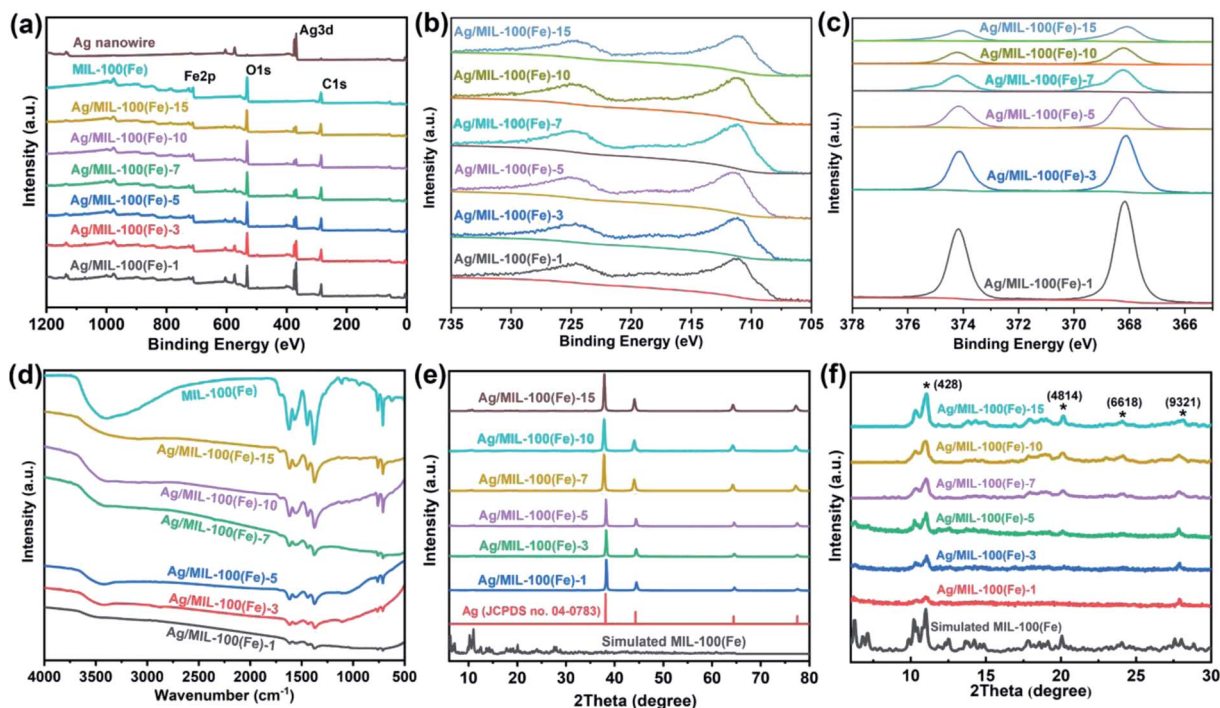 (a)
Ag nanowire
Ag3d
MIL-100(Fe)
Fe2p
O1s
C1s
Ag/MIL-100(Fe)-15
Ag/MIL-100(Fe)-10
Ag/MIL-100(Fe)-7
Ag/MIL-100(Fe)-5
Ag/MIL-100(Fe)-3
Ag/MIL-100(Fe)-1
Intensity (a.u.)
1200 1000 800 600 400 200 0
Binding Energy (eV)
(b)
Ag/MIL-100(Fe)-15
Ag/MIL-100(Fe)-10
Ag/MIL-100(Fe)-7
Ag/MIL-100(Fe)-5
Ag/MIL-100(Fe)-3
Ag/MIL-100(Fe)-1
Intensity (a.u.)
735 730 725 720 715 710 705
Binding Energy (eV)
(c)
Ag/MIL-100(Fe)-15
Ag/MIL-100(Fe)-10
Ag/MIL-100(Fe)-7
Ag/MIL-100(Fe)-5
Ag/MIL-100(Fe)-3
Ag/MIL-100(Fe)-1
Intensity (a.u.)
378 376 374 372 370 368 366
Binding Energy (eV)
(d)
MIL-100(Fe)
Ag/MIL-100(Fe)-15
Ag/MIL-100(Fe)-10
Ag/MIL-100(Fe)-7
Ag/MIL-100(Fe)-5
Ag/MIL-100(Fe)-3
Ag/MIL-100(Fe)-1
Intensity (a.u.)
4000 3500 3000 2500 2000 1500 1000 500
Wavenumber (cm⁻¹)
(e)
Ag/MIL-100(Fe)-15
Ag/MIL-100(Fe)-10
Ag/MIL-100(Fe)-7
Ag/MIL-100(Fe)-5
Ag/MIL-100(Fe)-3
Ag/MIL-100(Fe)-1
Ag (JCPDS no. 04-0783)
Simulated MIL-100(Fe)
Intensity (a.u.)
10 20 30 40 50 60 70 80
2Theta (degree)
(f)
* (428)
(4814)
*
(6618)
*
(9321)
*
Ag/MIL-100(Fe)-15
Ag/MIL-100(Fe)-10
Ag/MIL-100(Fe)-7
Ag/MIL-100(Fe)-5
Ag/MIL-100(Fe)-3
Ag/MIL-100(Fe)-1
Simulated MIL-100(Fe)
Intensity (a.u.)
10 15 20 25 30
2Theta (degree)